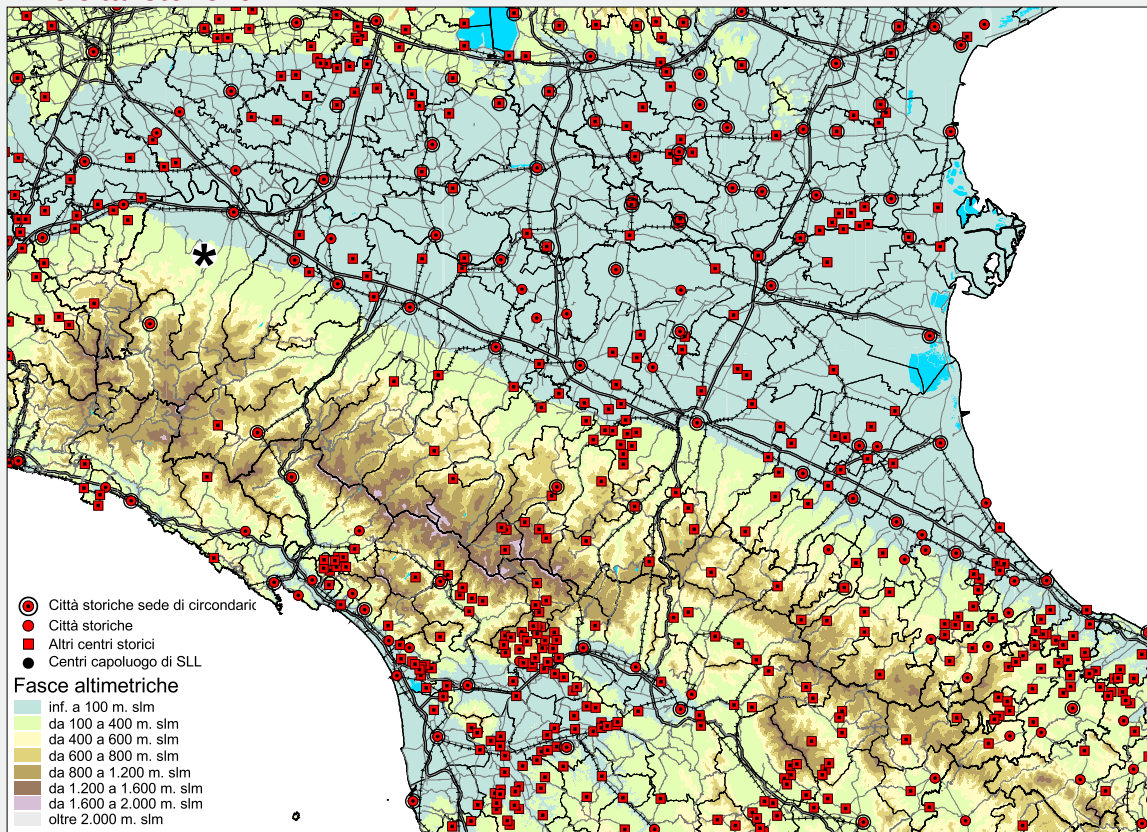 Città storiche sede di circondaric
Città storiche
Altri centri storici
Centri capoluogo di SLL
Fasce altimetriche
inf. a 100 m. slm
da 100 a 400 m. slm
da 400 a 600 m. slm
da 600 a 800 m. slm
da 800 a 1.200 m. slm
da 1.200 a 1.600 m. slm
da 1.600 a 2.000 m. slm
oltre 2.000 m. slm